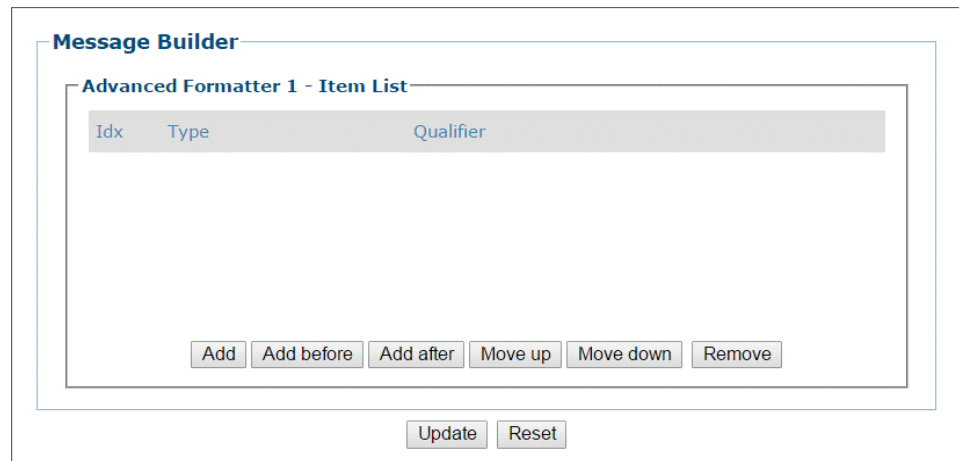 Message Builder
Advanced Formatter 1 - Item List
Idx Type Qualifier
Add Add before Add after Move up Move down Remove
Update Reset